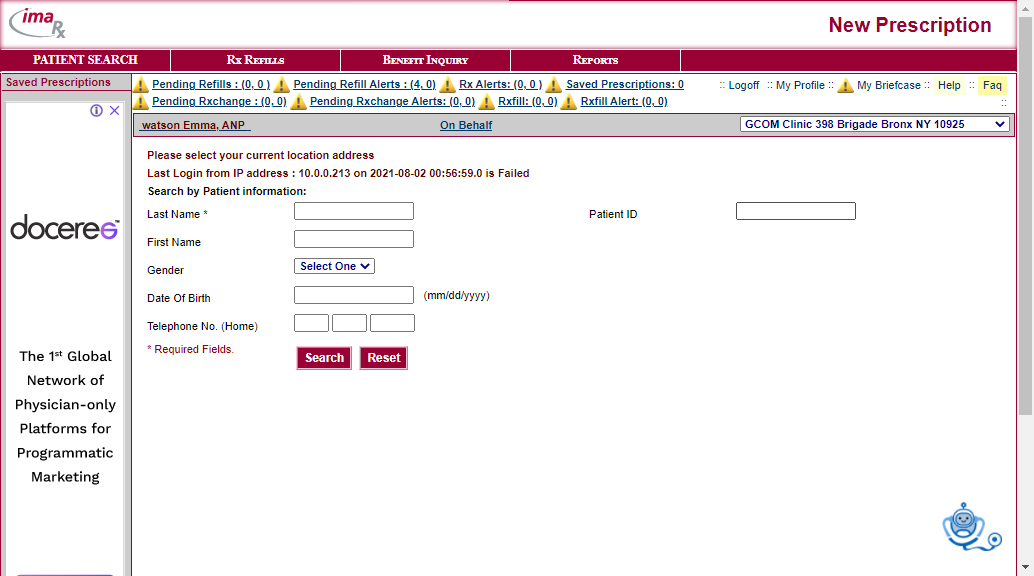 ima
Rx
New Prescription
PATIENT SEARCH
RX REFILLS
BENEFIT INQUIRY
REPORTS
Saved Prescriptions
Pending Refills : (0, 0 ) Pending Refill Alerts : (4, 0) Rx Alerts: (0, 0 ) Saved Prescriptions: 0 :: Logoff :: My Profile :: My Briefcase :: Help :: Faq
Pending Rxchange : (0, 0) Pending Rxchange Alerts: (0, 0) Rxfill: (0, 0) Rxfill Alert: (0, 0) ::
watson Emma, ANP On Behalf GCOM Clinic 398 Brigade Bronx NY 10925
Please select your current location address
Last Login from IP address : 10.0.0.213 on 2021-08-02 00:56:59.0 is Failed
Search by Patient information:
Last Name * Patient ID
First Name
Gender Select One
Date Of Birth (mm/dd/yyyy)
Telephone No. (Home)
* Required Fields. Search Reset
doceree™
The 1st Global
Network of
Physician-only
Platforms for
Programmatic
Marketing